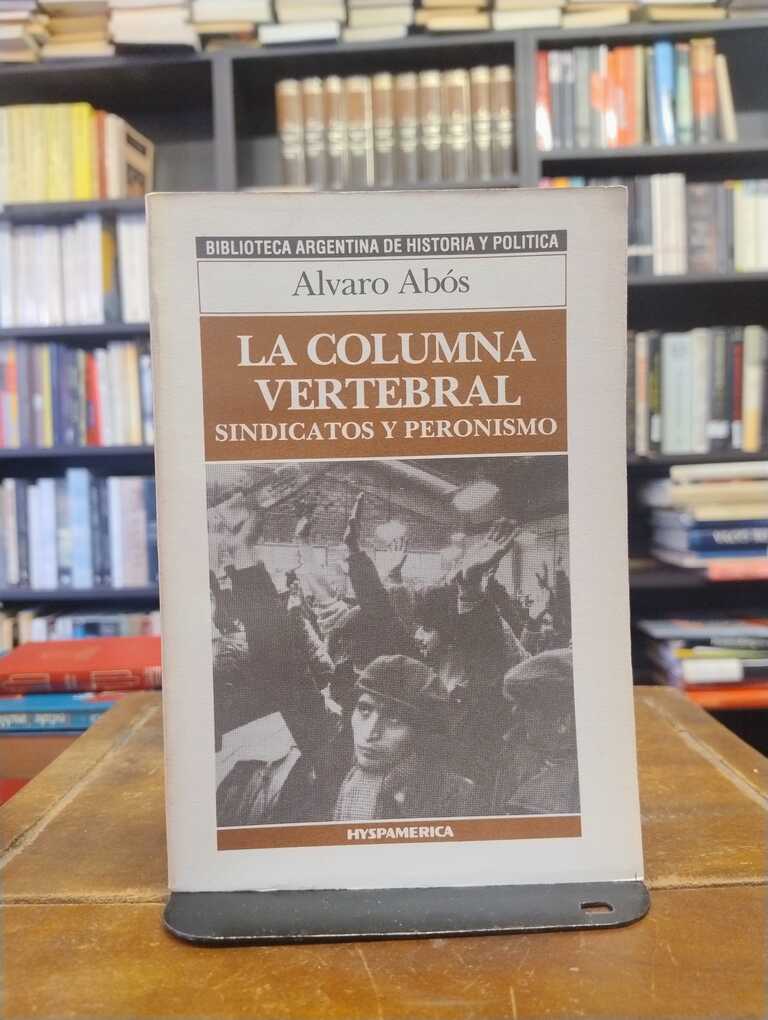 BIBLIOTECA ARGENTINA DE HISTORIA Y POLITICA
Alvaro Abós
LA COLUMNA
VERTEBRAL
SINDICATOS Y PERONISMO
HYSPAMERICA